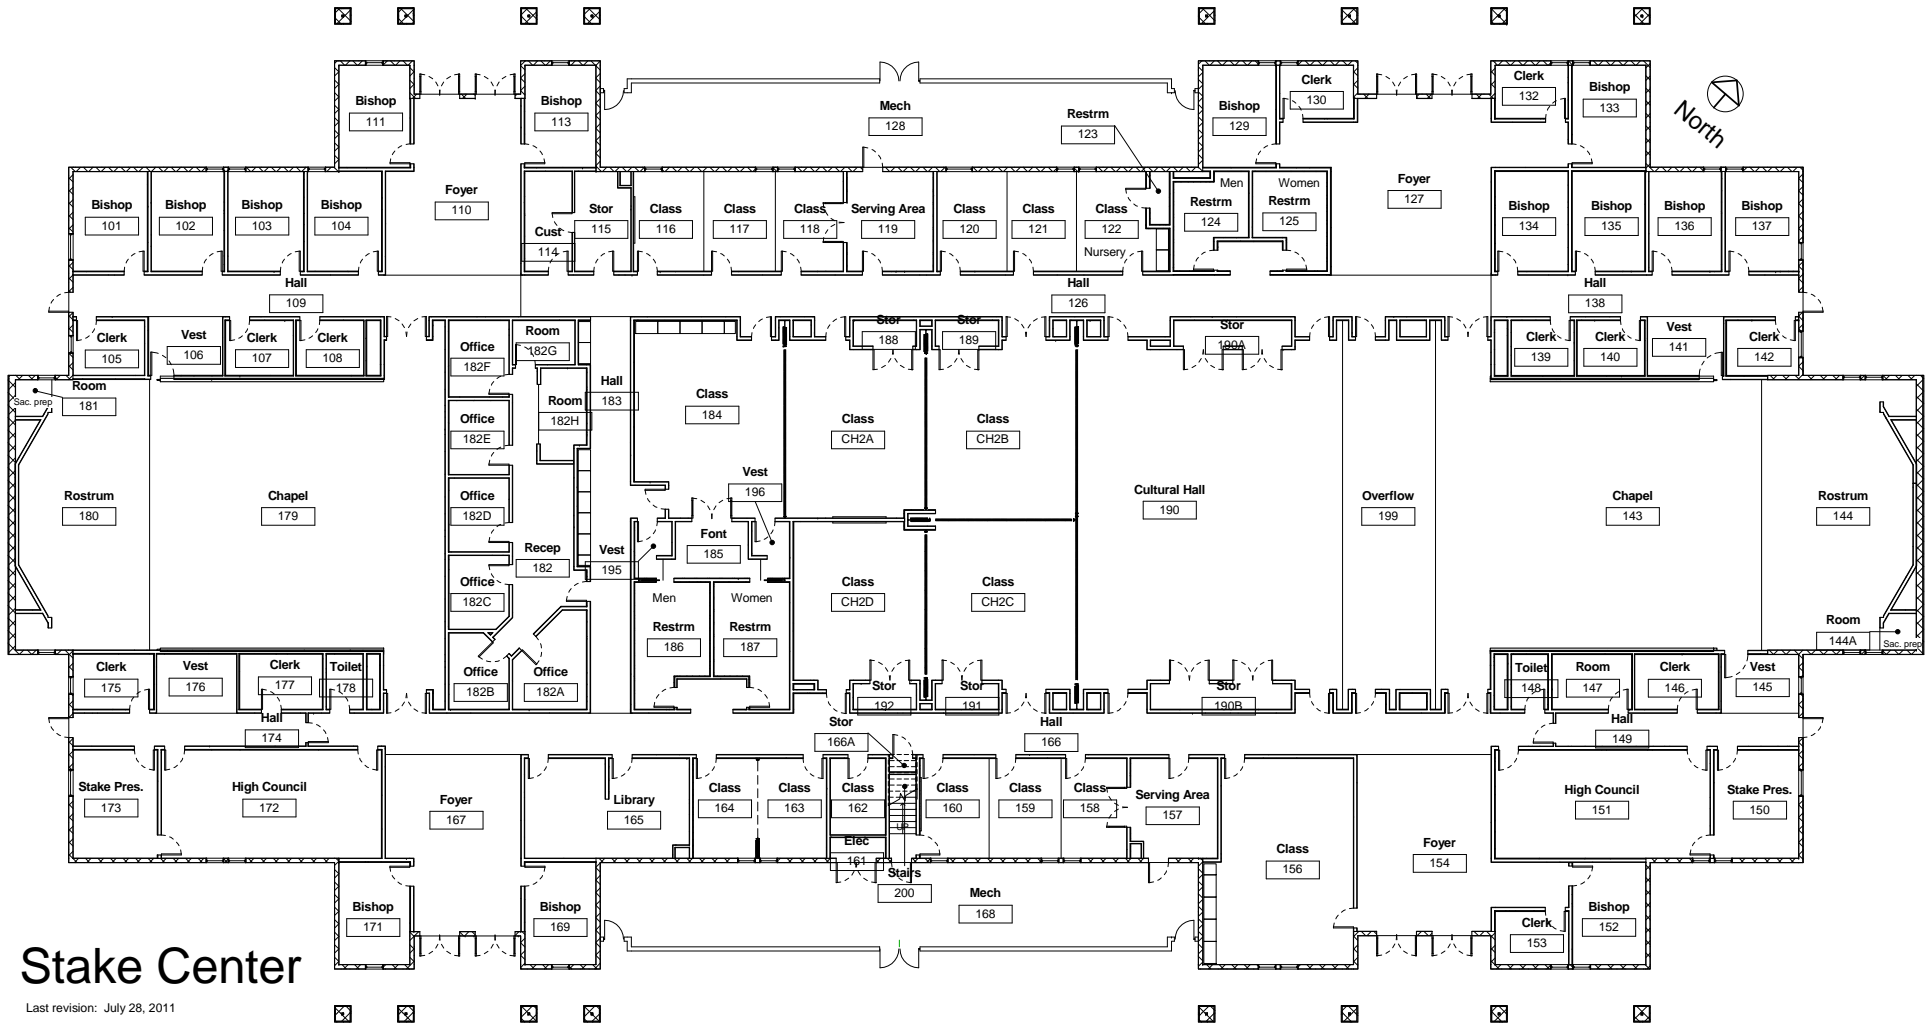 Bishop
111
Bishop
113
Mech
128
Restrm
123
Bishop
129
Clerk
130
Clerk
132
Bishop
133
North
Bishop
101
Bishop
102
Bishop
103
Bishop
104
Foyer
110
Cust
114
Stor
115
Class
116
Class
117
Class
118
Serving Area
119
Class
120
Class
121
Class
122
Nursery
Men
Restrm
124
Women
Restrm
125
Foyer
127
Bishop
134
Bishop
135
Bishop
136
Bishop
137
Hall
109
Hall
126
Hall
138
Clerk
105
Vest
106
Clerk
107
Clerk
108
Office
182F
Room
182G
Stor
188
Stor
189
Stor
190A
Clerk
139
Clerk
140
Vest
141
Clerk
142
Room
181
Sac. prep
Room
182H
Hall
183
Class
184
Class
CH2A
Class
CH2B
Office
182E
Rostrum
180
Chapel
179
Office
182D
Vest
196
Cultural Hall
190
Overflow
199
Chapel
143
Rostrum
144
Recep
182
Vest
195
Font
185
Office
182C
Class
CH2D
Class
CH2C
Men
Restrm
186
Women
Restrm
187
Room
144A
Sac. prep
Clerk
175
Vest
176
Clerk
177
Toilet
178
Office
182B
Office
182A
Stor
192
Stor
191
Stor
190B
Toilet
148
Room
147
Clerk
146
Vest
145
Hall
174
Stor
166A
Hall
166
Hall
149
Stake Pres.
173
High Council
172
Foyer
167
Library
165
Class
164
Class
163
Class
162
Elec
161
UP
Class
160
Class
159
Class
158
Serving Area
157
Class
156
Foyer
154
High Council
151
Stake Pres.
150
Stairs
200
Mech
168
Bishop
171
Bishop
169
Clerk
153
Bishop
152
Stake Center
Last revision: July 28, 2011